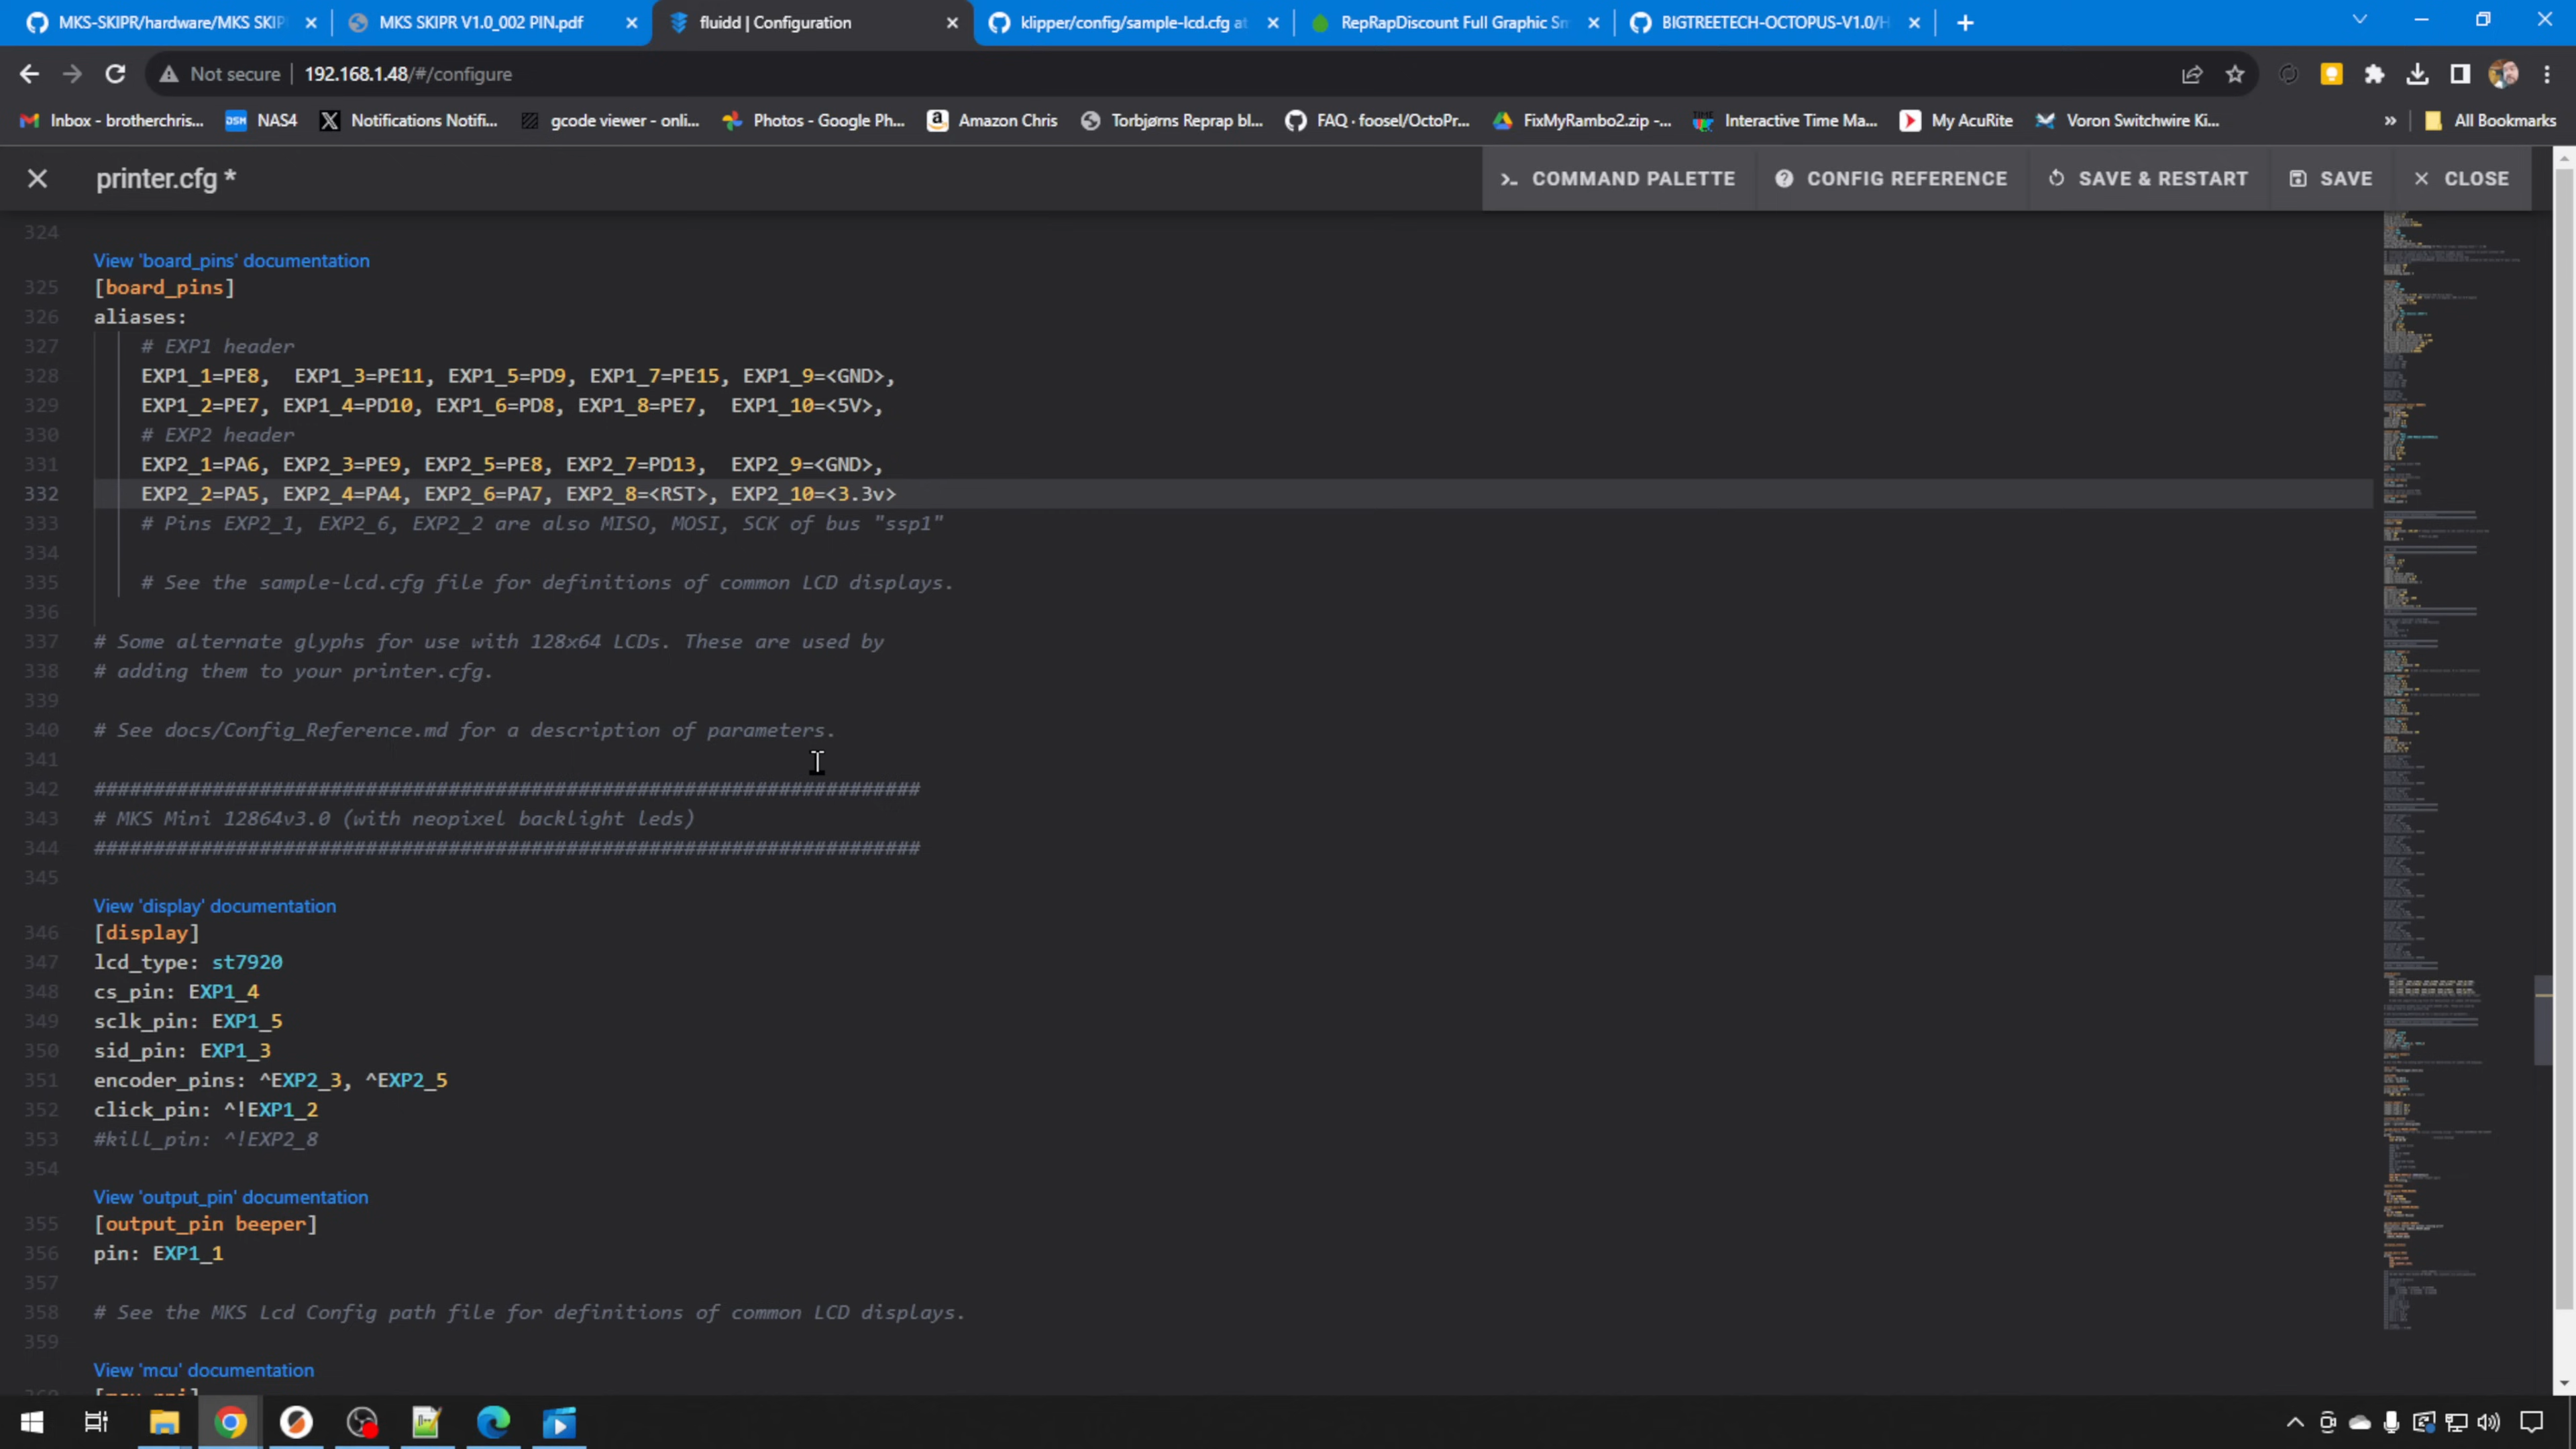 MKS-SKIPR/hardware/MKS SKIP
MKS SKIPR V1.0_002 PIN.pdf
fluidd | Configuration
klipper/config/sample-lcd.cfg at
RepRapDiscount Full Graphic Sm
BIGTREETECH-OCTOPUS-V1.0/H
Not secure 192.168.1.48/#/configure
Inbox - brotherchris...
NAS4
Notifications Notifi...
gcode viewer - onli...
Photos - Google Ph...
Amazon Chris
Torbjørns Reprap bl...
FAQ · foosel/OctoPr...
FixMyRambo2.zip -...
Interactive Time Ma...
My AcuRite
Voron Switchwire Ki...
»
All Bookmarks
printer.cfg *
COMMAND PALETTE
CONFIG REFERENCE
SAVE & RESTART
SAVE
CLOSE
324
View 'board_pins' documentation
325 [board_pins]
326 aliases:
327 # EXP1 header
328 EXP1_1=PE8, EXP1_3=PE11, EXP1_5=PD9, EXP1_7=PE15, EXP1_9=<GND>,
329 EXP1_2=PE7, EXP1_4=PD10, EXP1_6=PD8, EXP1_8=PE7, EXP1_10=<5V>,
330 # EXP2 header
331 EXP2_1=PA6, EXP2_3=PE9, EXP2_5=PE8, EXP2_7=PD13, EXP2_9=<GND>,
332 EXP2_2=PA5, EXP2_4=PA4, EXP2_6=PA7, EXP2_8=<RST>, EXP2_10=<3.3v>
333 # Pins EXP2_1, EXP2_6, EXP2_2 are also MISO, MOSI, SCK of bus "ssp1"
334
335 # See the sample-lcd.cfg file for definitions of common LCD displays.
336
337 # Some alternate glyphs for use with 128x64 LCDs. These are used by
338 # adding them to your printer.cfg.
339
340 # See docs/Config_Reference.md for a description of parameters.
341
342 ######################################################################
343 # MKS Mini 12864v3.0 (with neopixel backlight leds)
344 ######################################################################
345
View 'display' documentation
346 [display]
347 lcd_type: st7920
348 cs_pin: EXP1_4
349 sclk_pin: EXP1_5
350 sid_pin: EXP1_3
351 encoder_pins: ^EXP2_3, ^EXP2_5
352 click_pin: ^!EXP1_2
353 #kill_pin: ^!EXP2_8
354
View 'output_pin' documentation
355 [output_pin beeper]
356 pin: EXP1_1
357
358 # See the MKS Lcd Config path file for definitions of common LCD displays.
359
View 'mcu' documentation